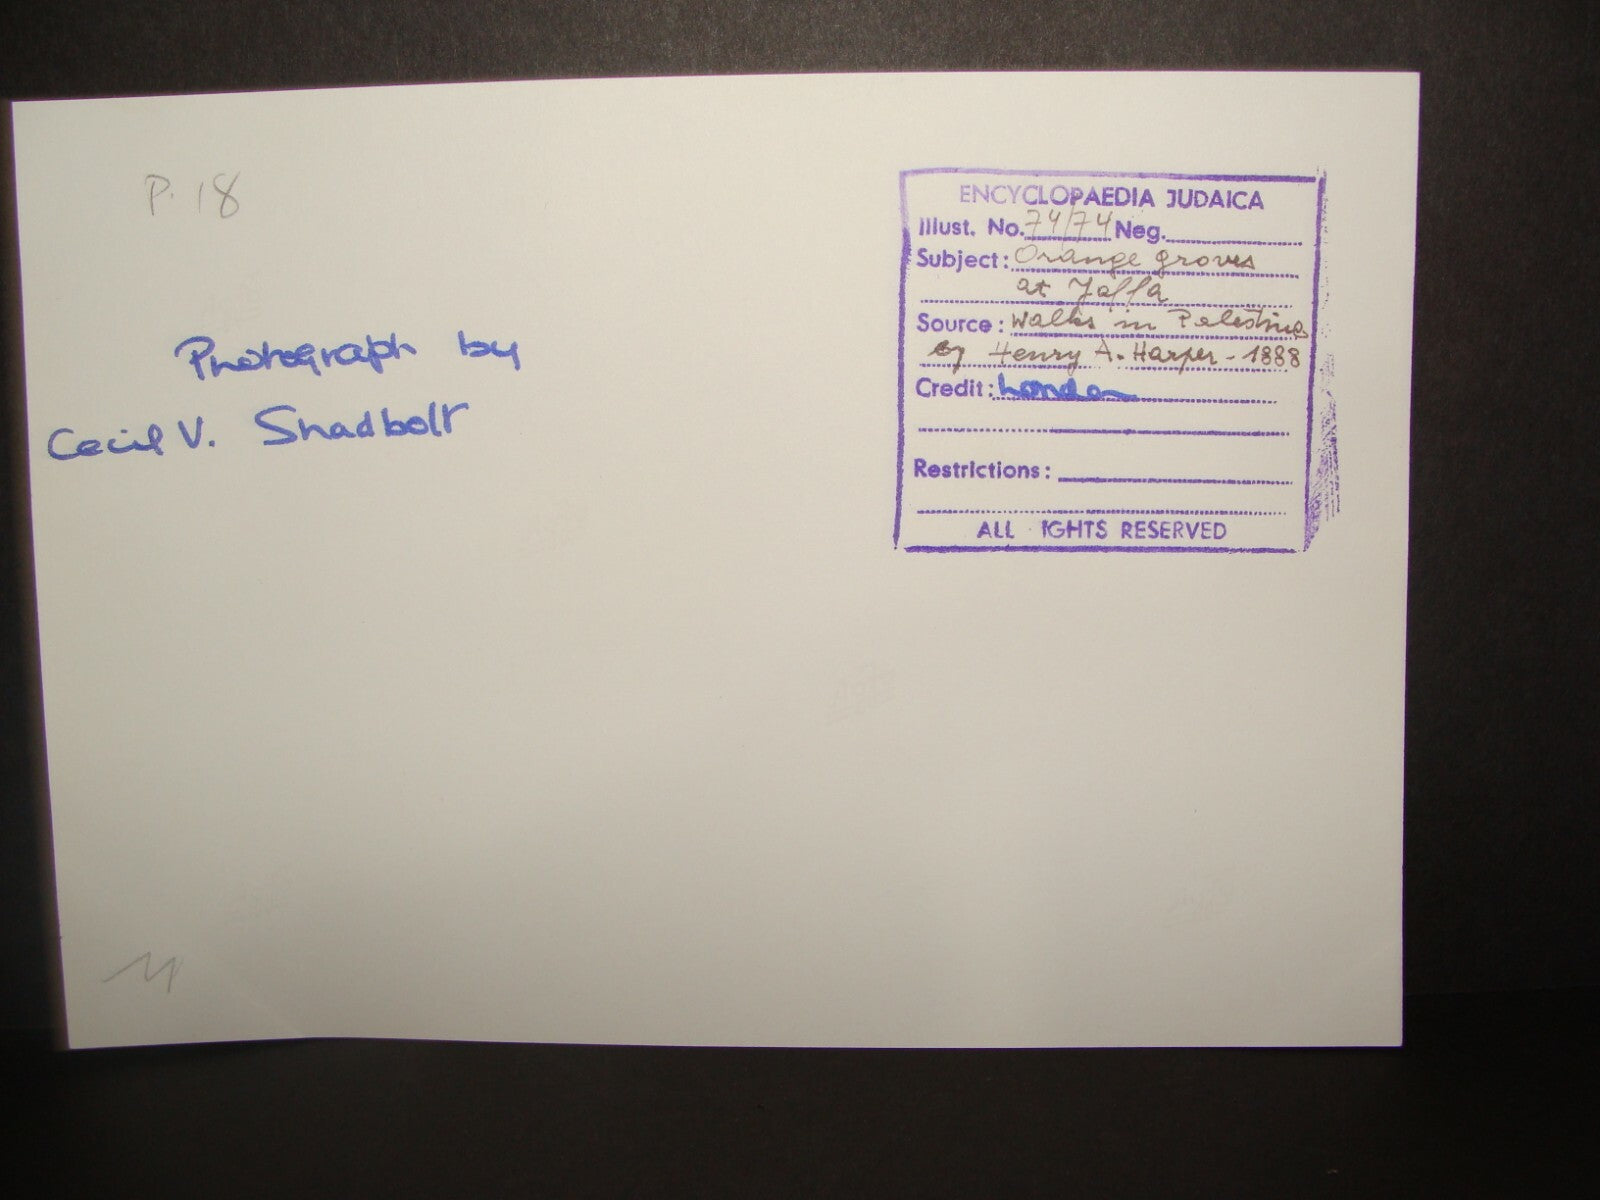 P. 18
Photograph by
Cecil V. Shadbolt
ENCYCLOPAEDIA JUDAICA
Illust. No. 74/74 Neg.
Subject: Orange groves
at Jaffa
Source: Walks in Palestine
by Henry A. Harper - 1888
Credit: London
Restrictions:
ALL IGHTS RESERVED